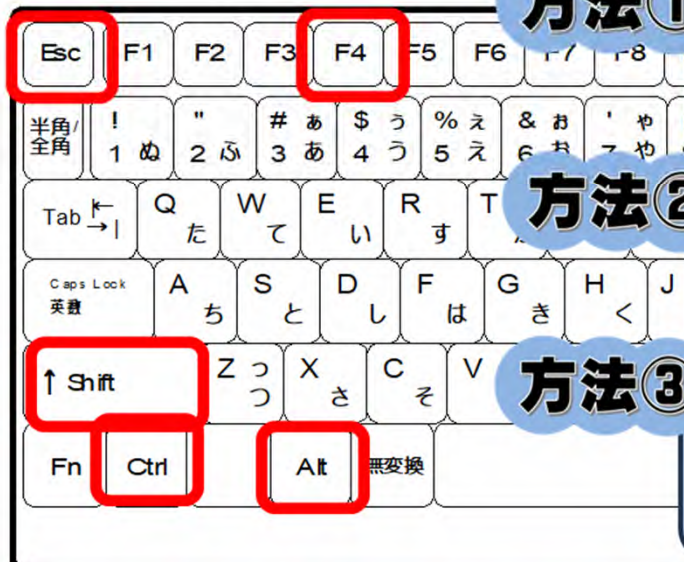 方法①
Esc F1 F2 F3 F4 F5 F6 F7 F8
半角/ ! " # ぁ $ ぅ % ぇ & ぉ ' ゃ
全角 1 ぬ 2 ふ 3 あ 4 う 5 え 6 お 7 や
方法②
Tab Q た W て E い R す T
Caps Lock A ち S と D し F は G き H く J
英数
方法③
↑ Shift Z っ つ X さ C そ V
Fn Ctrl Alt 無変換